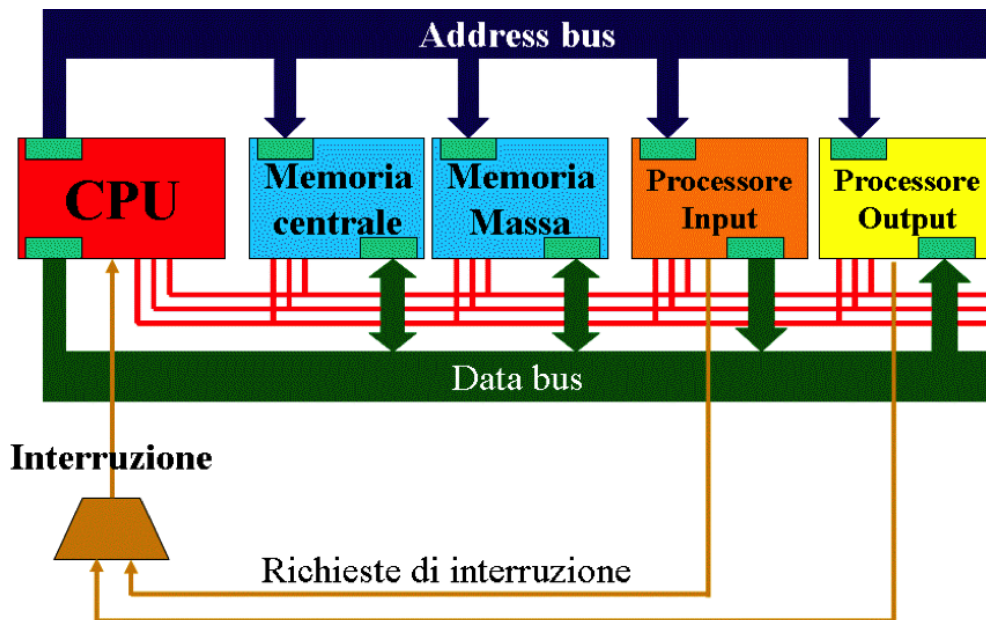 Address bus
CPU
Memoria
centrale
Memoria
Massa
Processore
Input
Processore
Output
Data bus
Interruzione
Richieste di interruzione